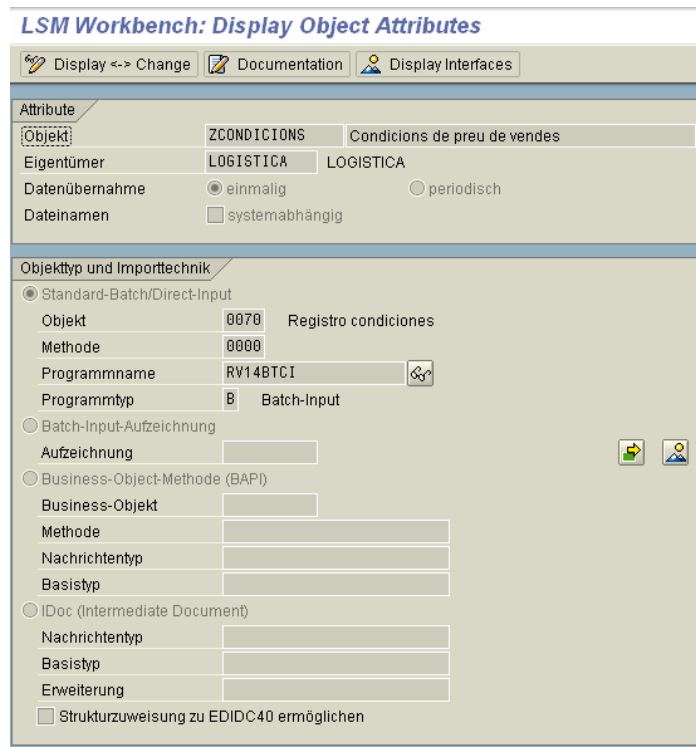 LSM Workbench: Display Object Attributes
Display <-> Change Documentation Display Interfaces
Attribute
Objekt ZCONDICIONS Condicions de preu de vendes
Eigentümer LOGISTICA LOGISTICA
Datenübernahme einmalig periodisch
Dateinamen systemabhängig
Objekttyp und Importtechnik
Standard-Batch/Direct-Input
Objekt 0070 Registro condiciones
Methode 0000
Programmname RV14BTCI
Programmtyp B Batch-Input
Batch-Input-Aufzeichnung
Aufzeichnung
Business-Object-Methode (BAPI)
Business-Objekt
Methode
Nachrichtentyp
Basistyp
IDoc (Intermediate Document)
Nachrichtentyp
Basistyp
Erweiterung
Strukturzuweisung zu EDIDC40 ermöglichen